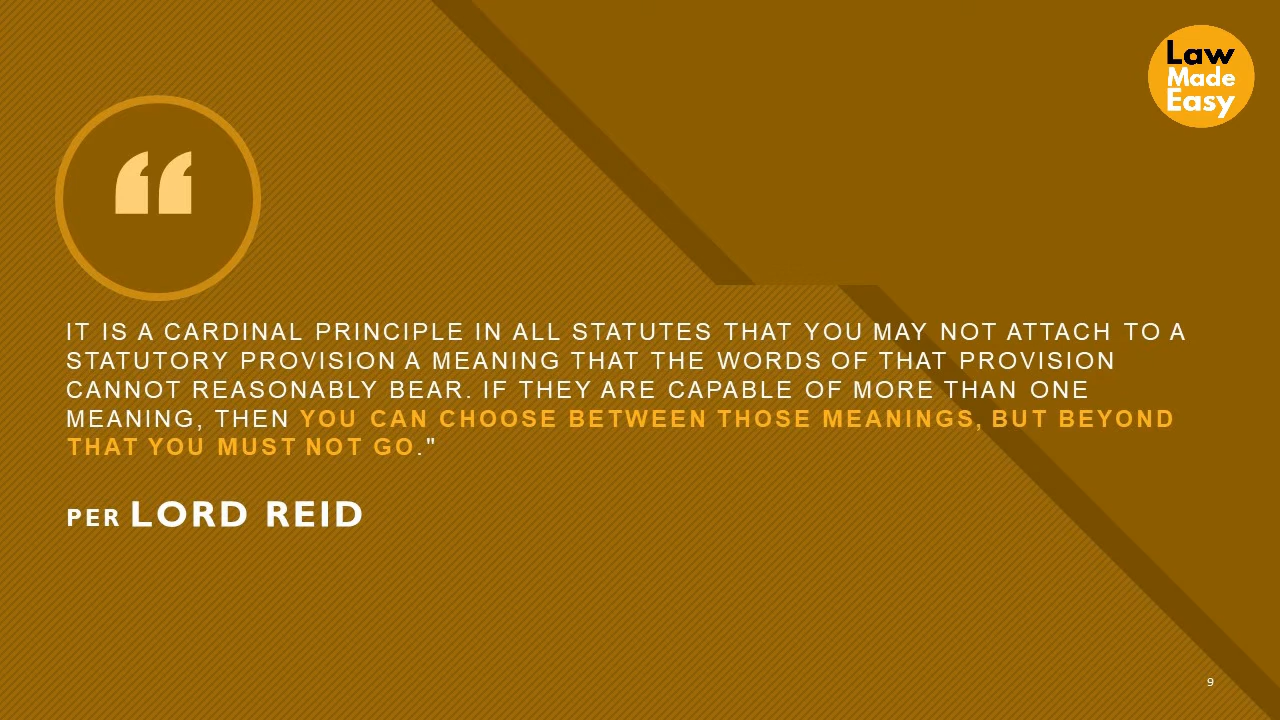 Law
Made
Easy
“
IT IS A CARDINAL PRINCIPLE IN ALL STATUTES THAT YOU MAY NOT ATTACH TO A
STATUTORY PROVISION A MEANING THAT THE WORDS OF THAT PROVISION
CANNOT REASONABLY BEAR. IF THEY ARE CAPABLE OF MORE THAN ONE
MEANING, THEN YOU CAN CHOOSE BETWEEN THOSE MEANINGS, BUT BEYOND
THAT YOU MUST NOT GO."
PER LORD REID
9